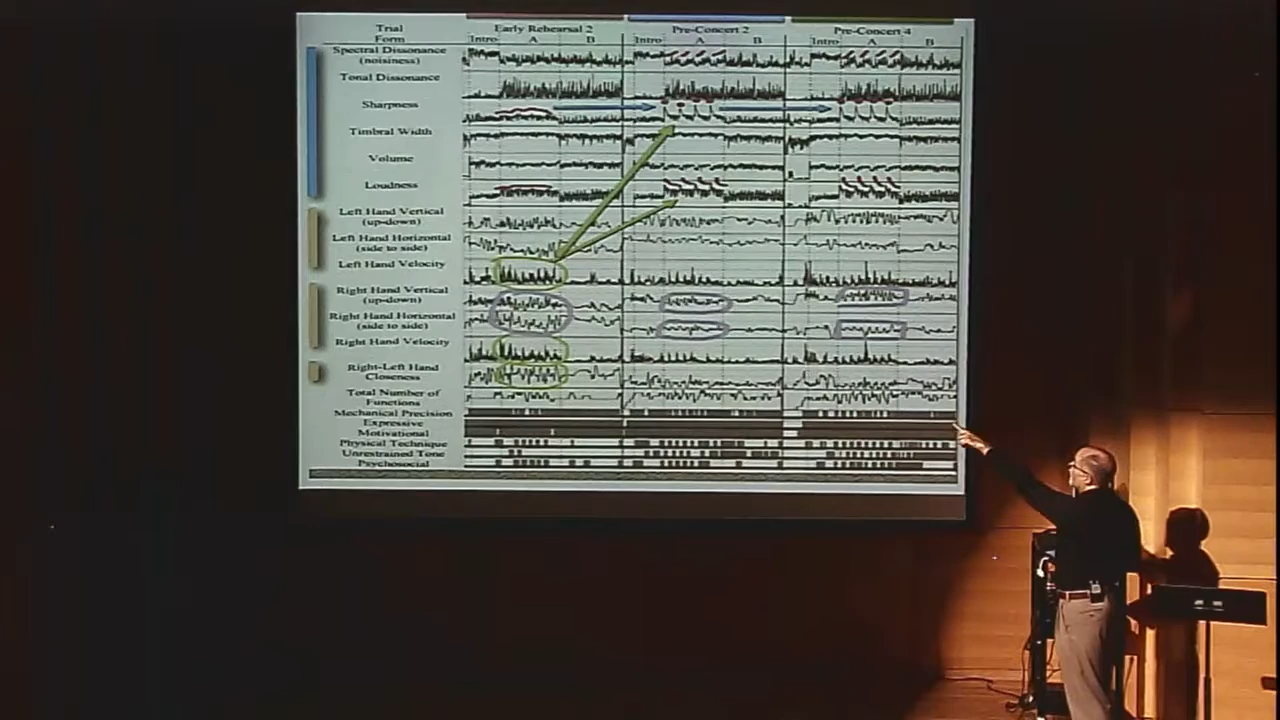 Trial Early Rehearsal 2 Pre-Concert 2 Pre-Concert 4
Form Intro A B Intro A B Intro A B
Spectral Dissonance
(noisiness)
Tonal Dissonance
Sharpness
Timbral Width
Volume
Loudness
Left Hand Vertical
(up-down)
Left Hand Horizontal
(side to side)
Left Hand Velocity
Right Hand Vertical
(up-down)
Right Hand Horizontal
(side to side)
Right Hand Velocity
Right-Left Hand
Closeness
Total Number of
Functions
Mechanical Precision
Expressive
Motivational
Physical Technique
Unrestrained Tone
Psychosocial